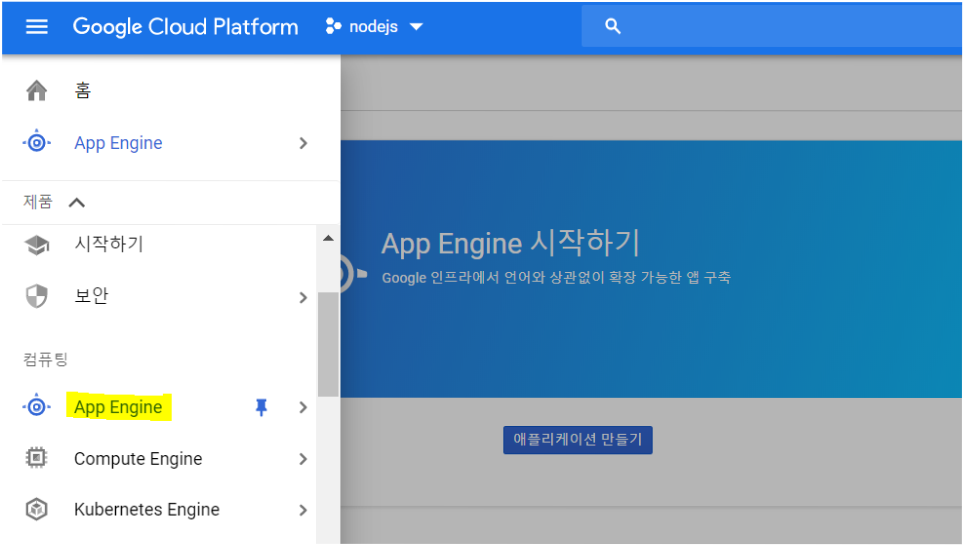 Google Cloud Platform nodejs
홈
App Engine
제품
시작하기
보안
컴퓨팅
App Engine
Compute Engine
Kubernetes Engine
App Engine 시작하기
Google 인프라에서 언어와 상관없이 확장 가능한 앱 구축
애플리케이션 만들기